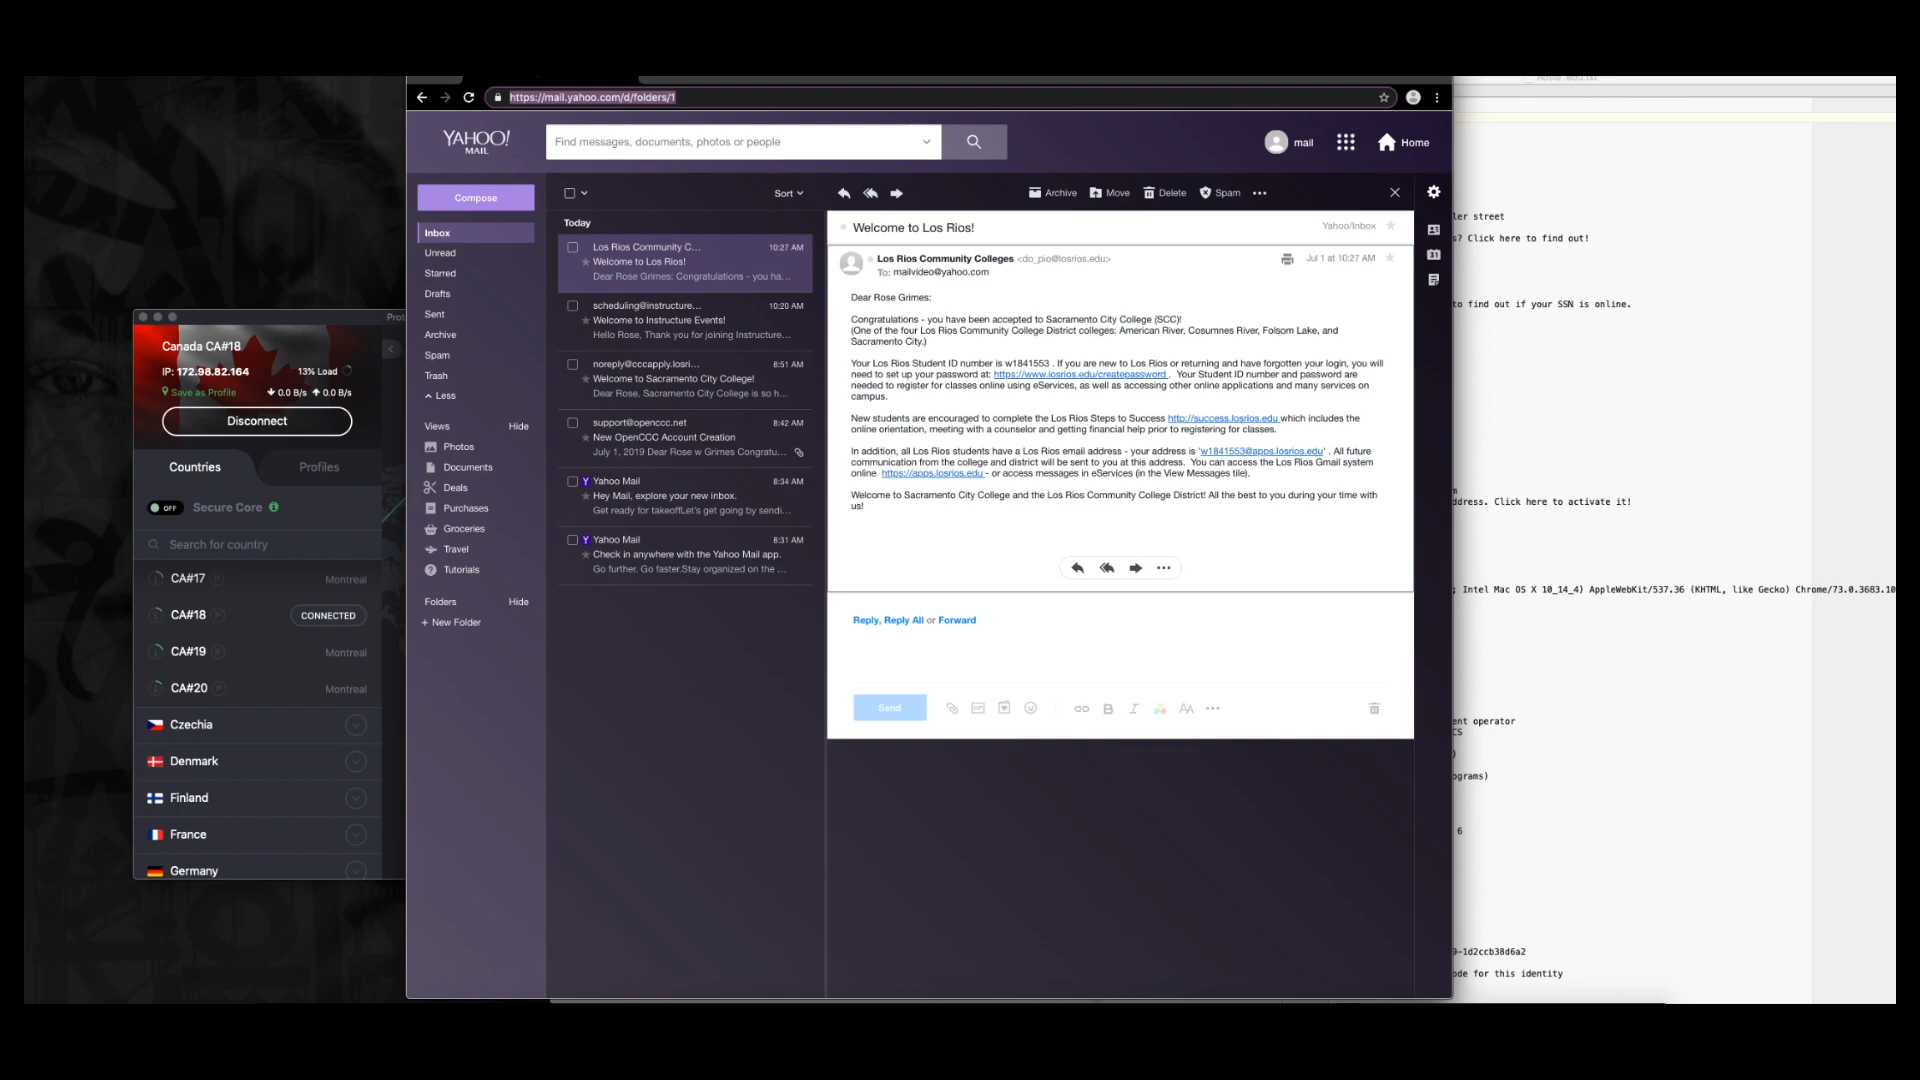 Rosie .edu.txt
https://mail.yahoo.com/d/folders/1
YAHOO!
MAIL
Find messages, documents, photos or people
mail
Home
Compose
Inbox
Unread
Starred
Drafts
Sent
Archive
Spam
Trash
Less
Views Hide
Photos
Documents
Deals
Purchases
Groceries
Travel
Tutorials
Folders Hide
+ New Folder
Sort
Today
Los Rios Community C... 10:27 AM
Welcome to Los Rios!
Dear Rose Grimes: Congratulations - you ha...
scheduling@instructure... 10:20 AM
Welcome to Instructure Events!
Hello Rose, Thank you for joining Instructure...
noreply@cccapply.losri... 8:51 AM
Welcome to Sacramento City College!
Dear Rose, Sacramento City College is so h...
support@openccc.net 8:42 AM
New OpenCCC Account Creation
July 1, 2019 Dear Rose w Grimes Congratu...
Yahoo Mail 8:34 AM
Hey Mail, explore your new inbox.
Get ready for takeoffLet's get going by sendi...
Yahoo Mail 8:31 AM
Check in anywhere with the Yahoo Mail app.
Go further. Go faster.Stay organized on the ...
Archive Move Delete Spam
Welcome to Los Rios!
Yahoo/Inbox
Los Rios Community Colleges <do_pio@losrios.edu>
Jul 1 at 10:27 AM
To: mailvideo@yahoo.com
Dear Rose Grimes:
Congratulations - you have been accepted to Sacramento City College (SCC)!
(One of the four Los Rios Community College District colleges: American River, Cosumnes River, Folsom Lake, and
Sacramento City.)
Your Los Rios Student ID number is w1841553 . If you are new to Los Rios or returning and have forgotten your login, you will
need to set up your password at: https://www.losrios.edu/createpassword . Your Student ID number and password are
needed to register for classes online using eServices, as well as accessing other online applications and many services on
campus.
New students are encouraged to complete the Los Rios Steps to Success http://success.losrios.edu which includes the
online orientation, meeting with a counselor and getting financial help prior to registering for classes.
In addition, all Los Rios students have a Los Rios email address - your address is 'w1841553@apps.losrios.edu' . All future
communication from the college and district will be sent to you at this address. You can access the Los Rios Gmail system
online https://apps.losrios.edu - or access messages in eServices (in the View Messages tile).
Welcome to Sacramento City College and the Los Rios Community College District! All the best to you during your time with
us!
Reply, Reply All or Forward
Send
GIF
B I AA
31
Prot
Canada CA#18
IP: 172.98.82.164 13% Load
Save as Profile 0.0 B/s 0.0 B/s
Disconnect
Countries Profiles
OFF Secure Core
Search for country
CA#17 P Montreal
CA#18 P CONNECTED
CA#19 P Montreal
CA#20 P Montreal
Czechia
Denmark
Finland
France
Germany
ler street
s? Click here to find out!
to find out if your SSN is online.
m
ddress. Click here to activate it!
; Intel Mac OS X 10_14_4) AppleWebKit/537.36 (KHTML, like Gecko) Chrome/73.0.3683.10
ent operator
CS
)
ograms)
6
9-1d2ccb38d6a2
ode for this identity